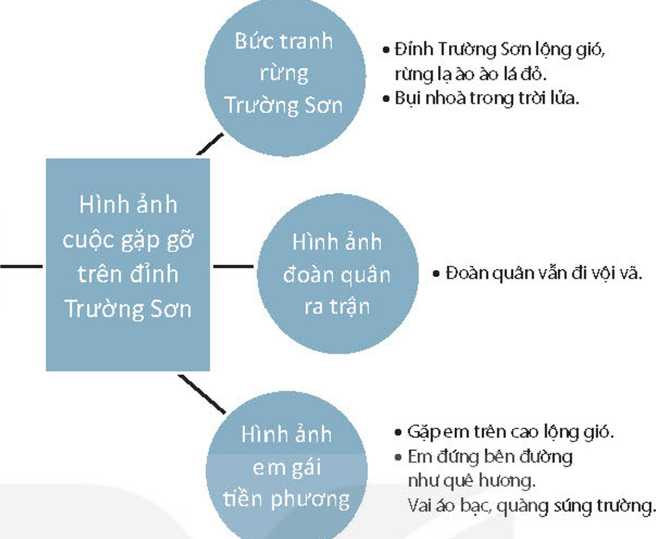 Bức tranh
rừng
Trường Sơn
• Đỉnh Trường Sơn lộng gió,
rừng lạ ào ào lá đỏ.
• Bụi nhoà trong trời lửa.
Hình ảnh
cuộc gặp gỡ
trên đỉnh
Trường Sơn
Hình ảnh
đoàn quân
ra trận
• Đoàn quân vẫn đi vội vã.
Hình ảnh
em gái
tiền phương
• Gặp em trên cao lộng gió.
• Em đứng bên đường
như quê hương.
Vai áo bạc, quàng súng trường.